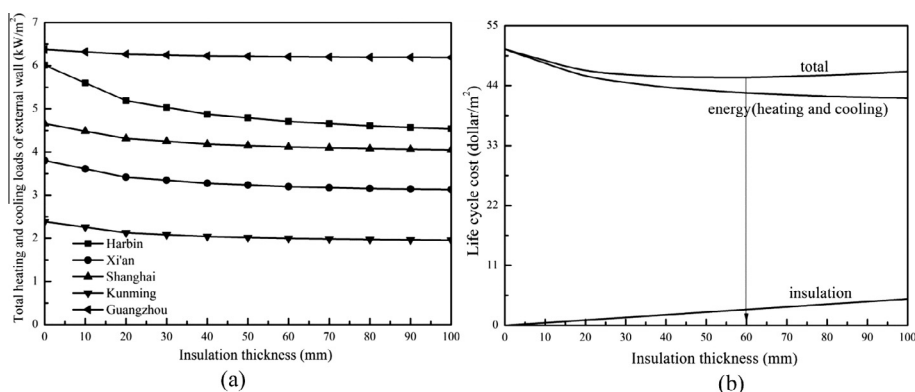 Total heating and cooling loads of external wall (kW/m²)
7
6
5
4
3
2
1
0
Harbin
Xi'an
Shanghai
Kunming
Guangzhou
0 10 20 30 40 50 60 70 80 90 100
Insulation thickness (mm)
(a)
Life cycle cost (dollar/m²)
55
44
33
22
11
0
total
energy(heating and cooling)
insulation
0 10 20 30 40 50 60 70 80 90 100
Insulation thickness (mm)
(b)